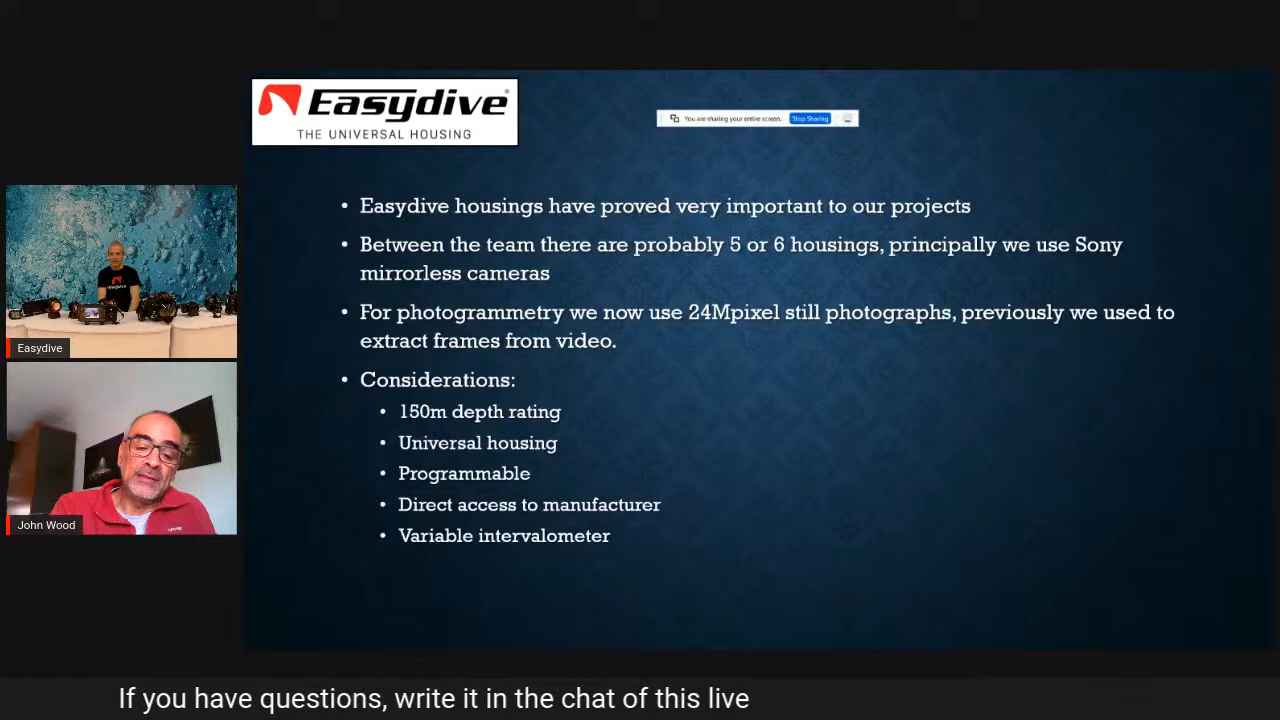 Easydive
THE UNIVERSAL HOUSING
You are sharing your entire screen.
Stop Sharing
• Easydive housings have proved very important to our projects
• Between the team there are probably 5 or 6 housings, principally we use Sony
mirrorless cameras
• For photogrammetry we now use 24Mpixel still photographs, previously we used to
extract frames from video.
• Considerations:
• 150m depth rating
• Universal housing
• Programmable
• Direct access to manufacturer
• Variable intervalometer
Easydive
John Wood
If you have questions, write it in the chat of this live